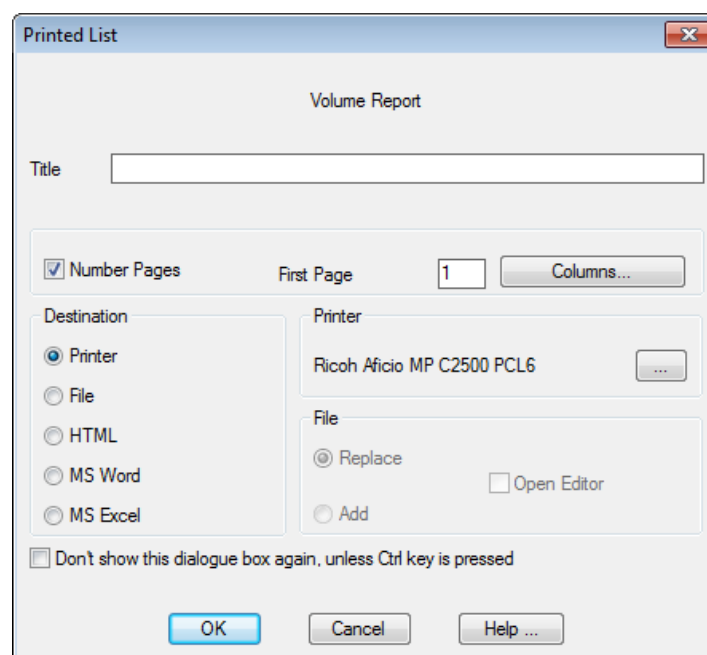 Printed List
Volume Report
Title
Number Pages First Page 1 Columns...
Destination Printer
Printer Ricoh Aficio MP C2500 PCL6 ...
File
File
HTML Replace
MS Word Open Editor
MS Excel Add
Don't show this dialogue box again, unless Ctrl key is pressed
OK Cancel Help ...